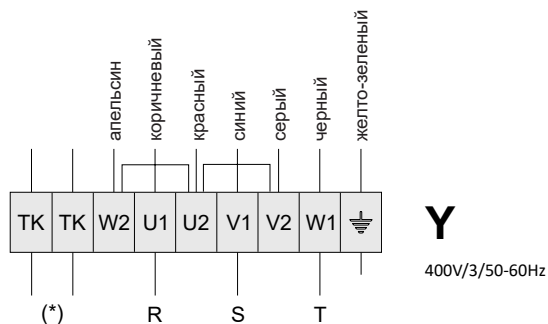 апельсин
коричневый
красный
синий
серый
черный
желто-зеленый
TK TK W2 U1 U2 V1 V2 W1
(*) R S T
Y
400V/3/50-60Hz